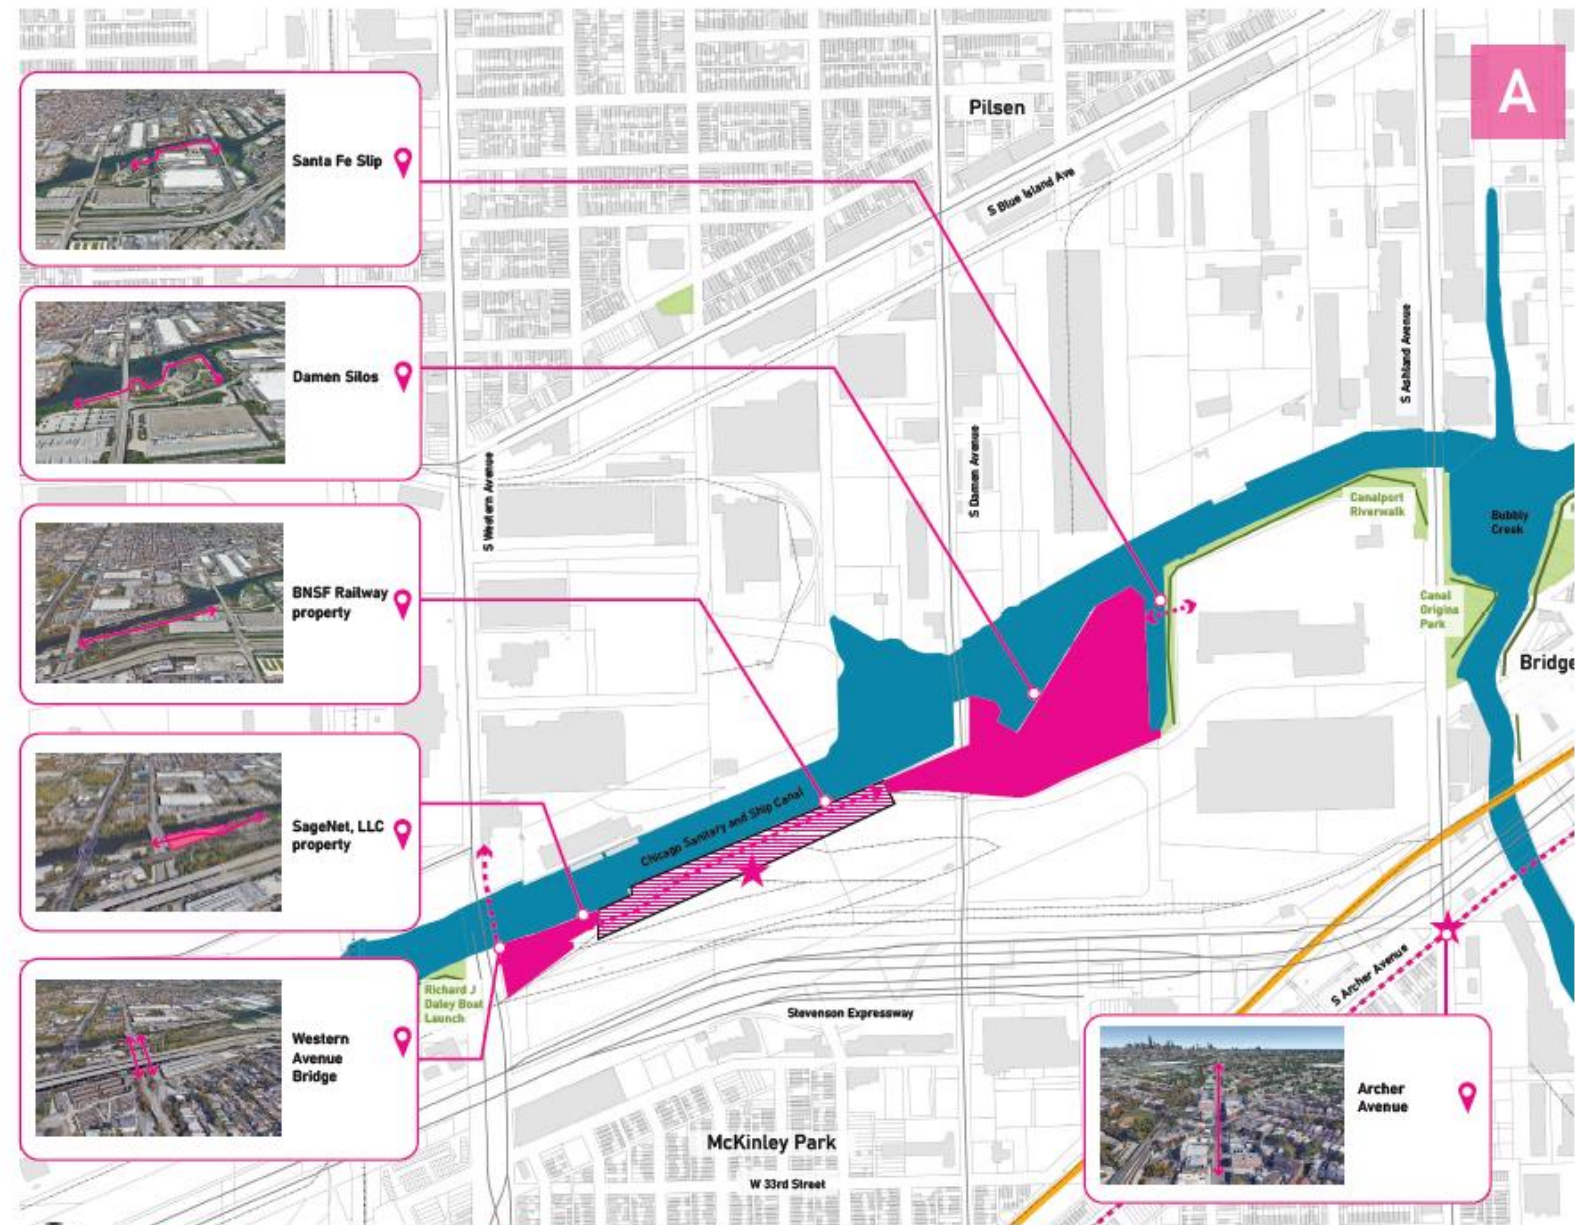 A
Pilsen
Santa Fe Slip
S Blue Island Ave
Damen Silos
S Ashland Avenue
S Western Avenue
S Damen Avenue
Canalport
Riverwalk
Bubbly
Creek
BNSF Railway
property
Canal
Origins
Park
Bridge
Chicago Sanitary and Ship Canal
SageNet, LLC
property
S Archer Avenue
Richard J
Daley Boat
Launch
Stevenson Expressway
Western
Avenue
Bridge
Archer
Avenue
McKinley Park
W 33rd Street